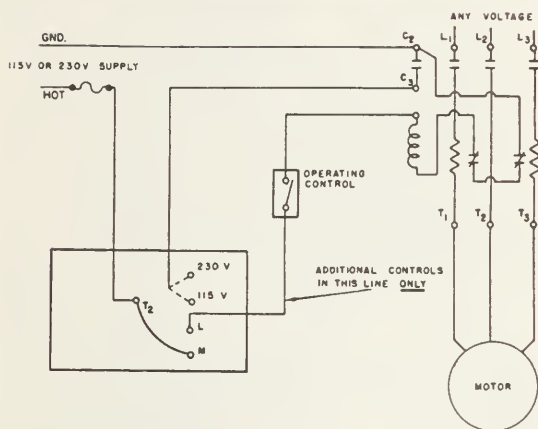 ANY VOLTAGE
GND.
C2
L1
L2
L3
115V OR 230V SUPPLY
HOT
C3
OPERATING
CONTROL
T1
T2
T3
230 V
115 V
ADDITIONAL CONTROLS
IN THIS LINE ONLY
T2
L
M
MOTOR